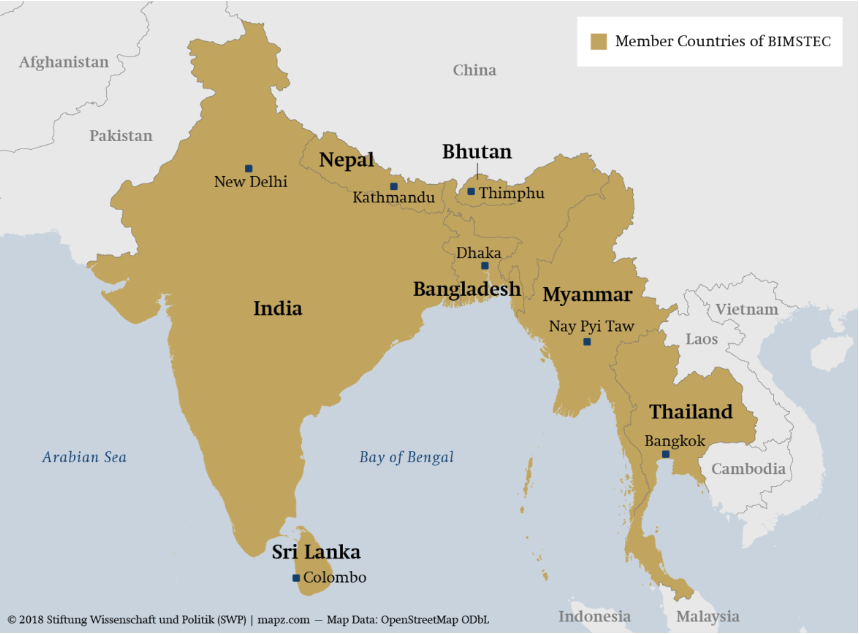 Member Countries of BIMSTEC
Afghanistan
China
Pakistan
Nepal
Bhutan
New Delhi
Kathmandu
Thimphu
Dhaka
Bangladesh
Myanmar
India
Vietnam
Nay Pyi Taw
Laos
Thailand
Bangkok
Arabian Sea
Bay of Bengal
Cambodia
Sri Lanka
Colombo
© 2018 Stiftung Wissenschaft und Politik (SWP) | mapz.com — Map Data: OpenStreetMap ODbL
Indonesia
Malaysia